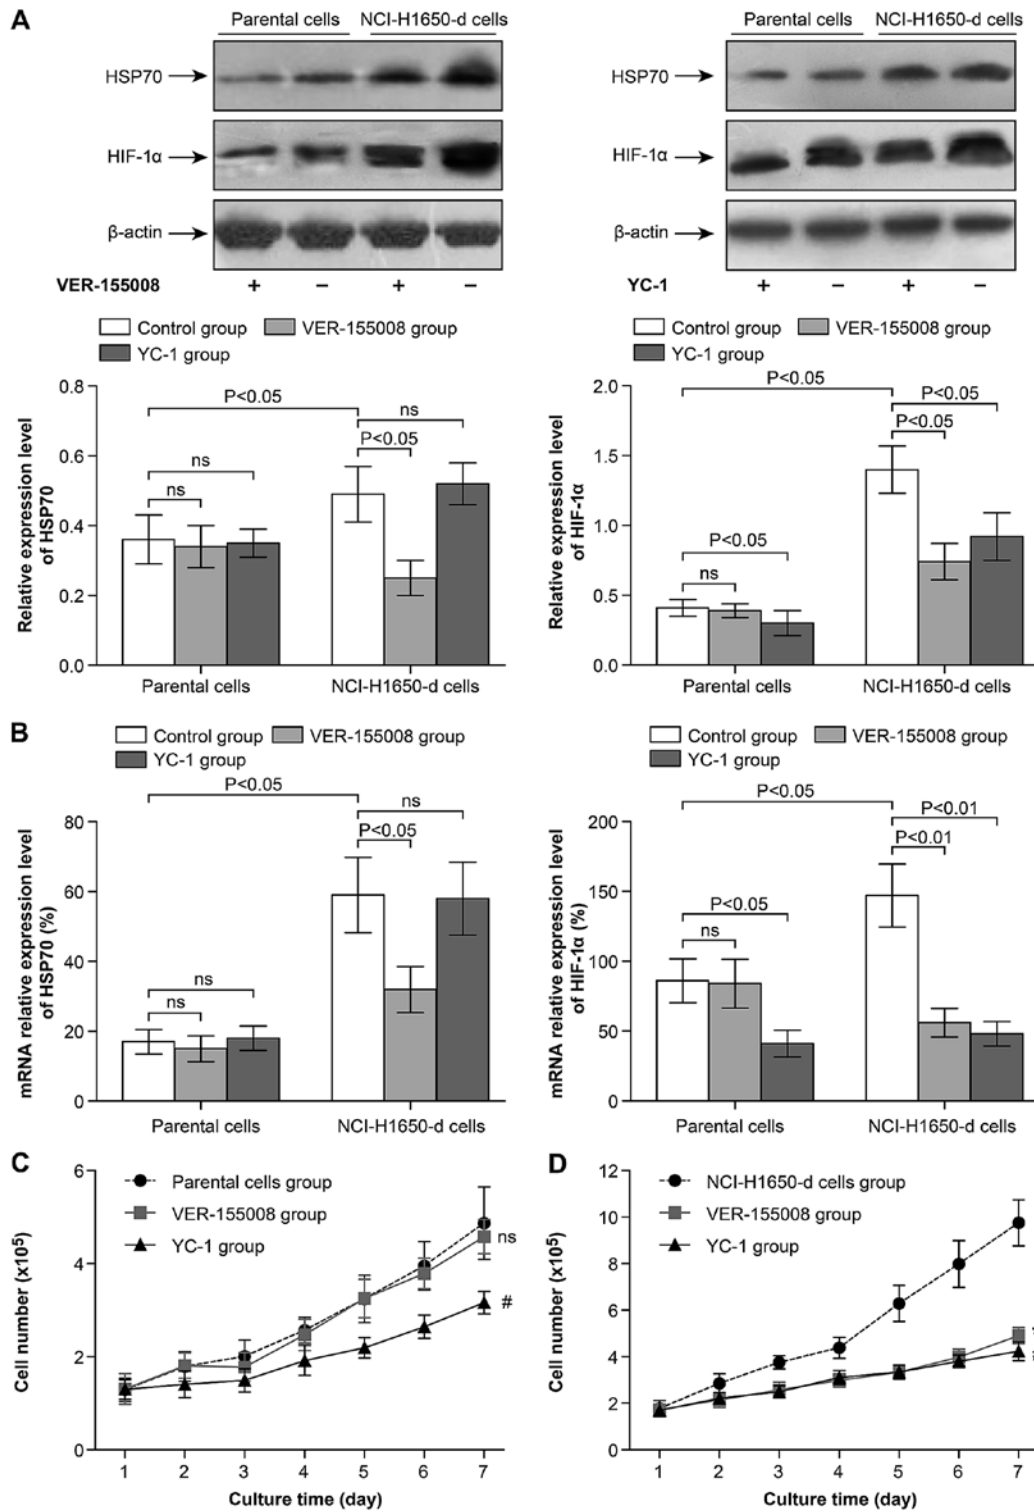 A
Parental cells NCI-H1650-d cells
HSP70
HIF-1α
β-actin
VER-155008 + − + −
Parental cells NCI-H1650-d cells
HSP70
HIF-1α
β-actin
YC-1 + − + −
Control group VER-155008 group
YC-1 group
Relative expression level
of HSP70
0.8
0.6
0.4
0.2
0.0
P<0.05
ns
P<0.05
ns
ns
Parental cells NCI-H1650-d cells
Control group VER-155008 group
YC-1 group
Relative expression level
of HIF-1α
2.0
1.5
1.0
0.5
0.0
P<0.05
P<0.05
P<0.05
P<0.05
ns
Parental cells NCI-H1650-d cells
B
Control group VER-155008 group
YC-1 group
mRNA relative expression level
of HSP70 (%)
80
60
40
20
0
P<0.05
ns
P<0.05
ns
ns
Parental cells NCI-H1650-d cells
Control group VER-155008 group
YC-1 group
mRNA relative expression level
of HIF-1α (%)
200
150
100
50
0
P<0.05
P<0.01
P<0.01
P<0.05
ns
Parental cells NCI-H1650-d cells
C
Parental cells group
VER-155008 group
YC-1 group
Cell number (x10⁵)
6
4
2
0
ns
#
1 2 3 4 5 6 7
Culture time (day)
D
NCI-H1650-d cells group
VER-155008 group
YC-1 group
Cell number (x10⁵)
12
10
8
6
4
2
0
1 2 3 4 5 6 7
Culture time (day)